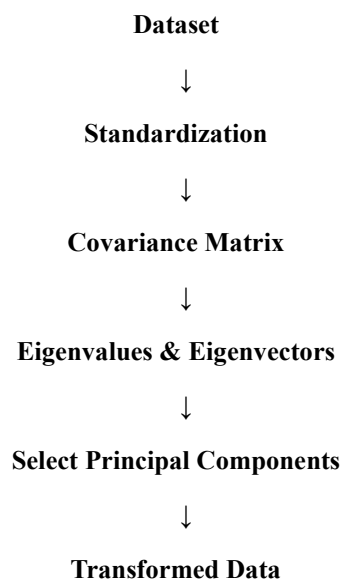 Dataset
↓
Standardization
↓
Covariance Matrix
↓
Eigenvalues & Eigenvectors
↓
Select Principal Components
↓
Transformed Data